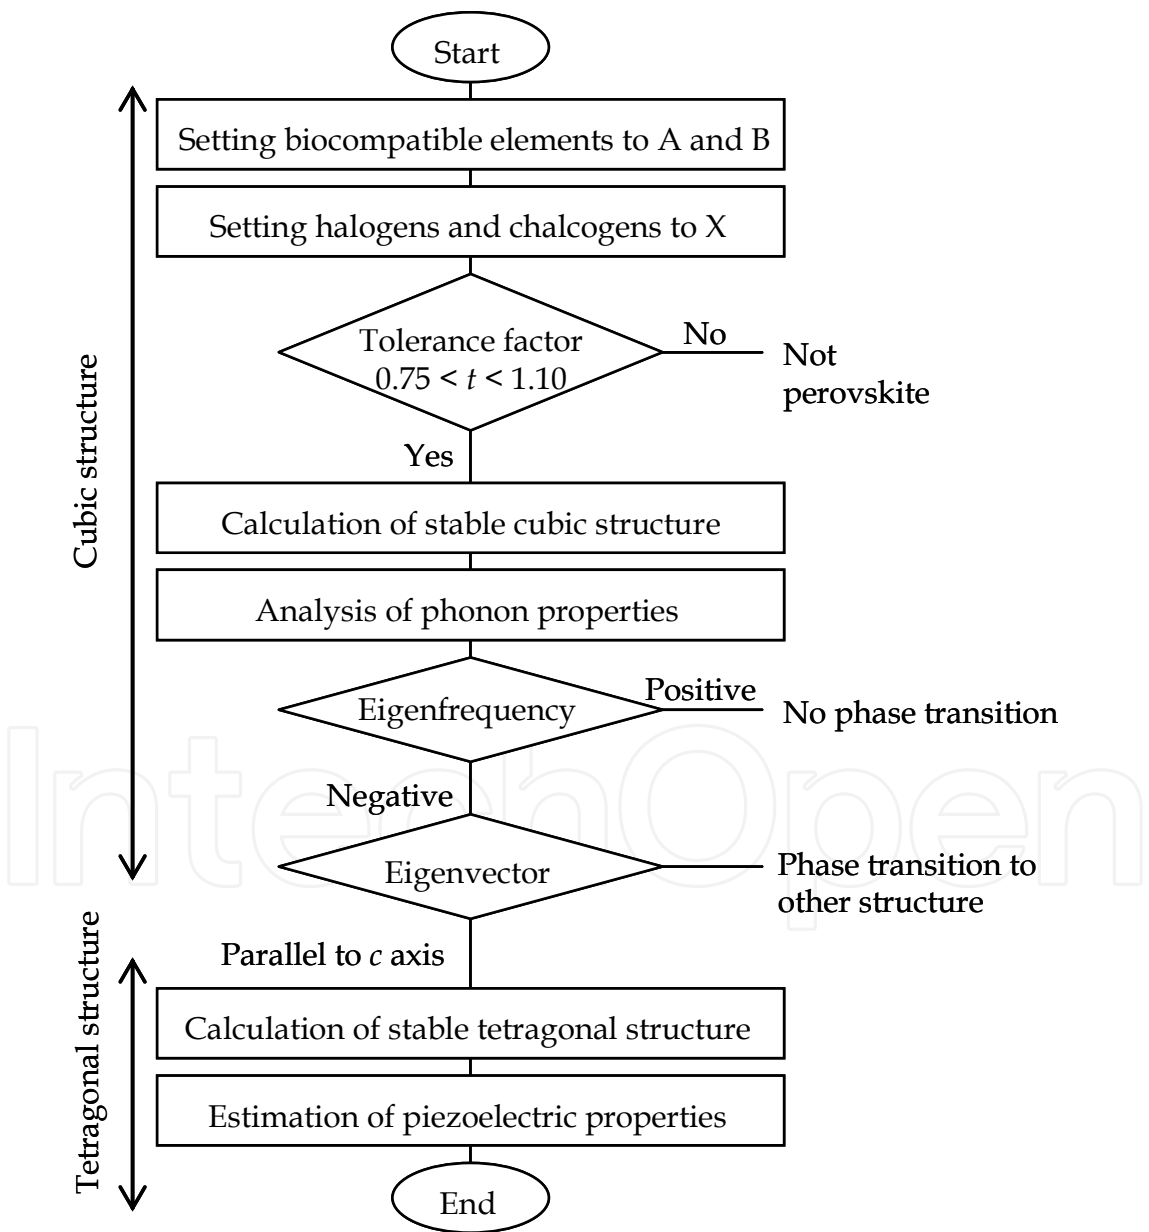 Start
Setting biocompatible elements to A and B
Setting halogens and chalcogens to X
Tolerance factor
0.75 < t < 1.10
No
Not
perovskite
Yes
Cubic structure
Calculation of stable cubic structure
Analysis of phonon properties
Eigenfrequency
Positive
No phase transition
Negative
IntechOpen
Eigenvector
Phase transition to
other structure
Parallel to c axis
Tetragonal structure
Calculation of stable tetragonal structure
Estimation of piezoelectric properties
End